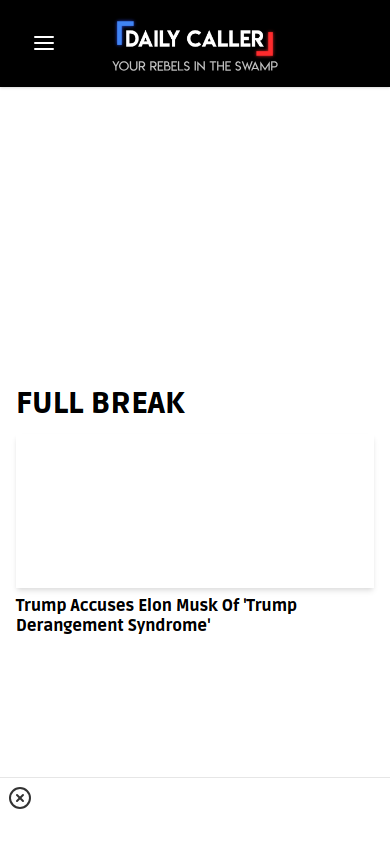 DAILY CALLER
YOUR REBELS IN THE SWAMP
FULL BREAK
Trump Accuses Elon Musk Of 'Trump
Derangement Syndrome'